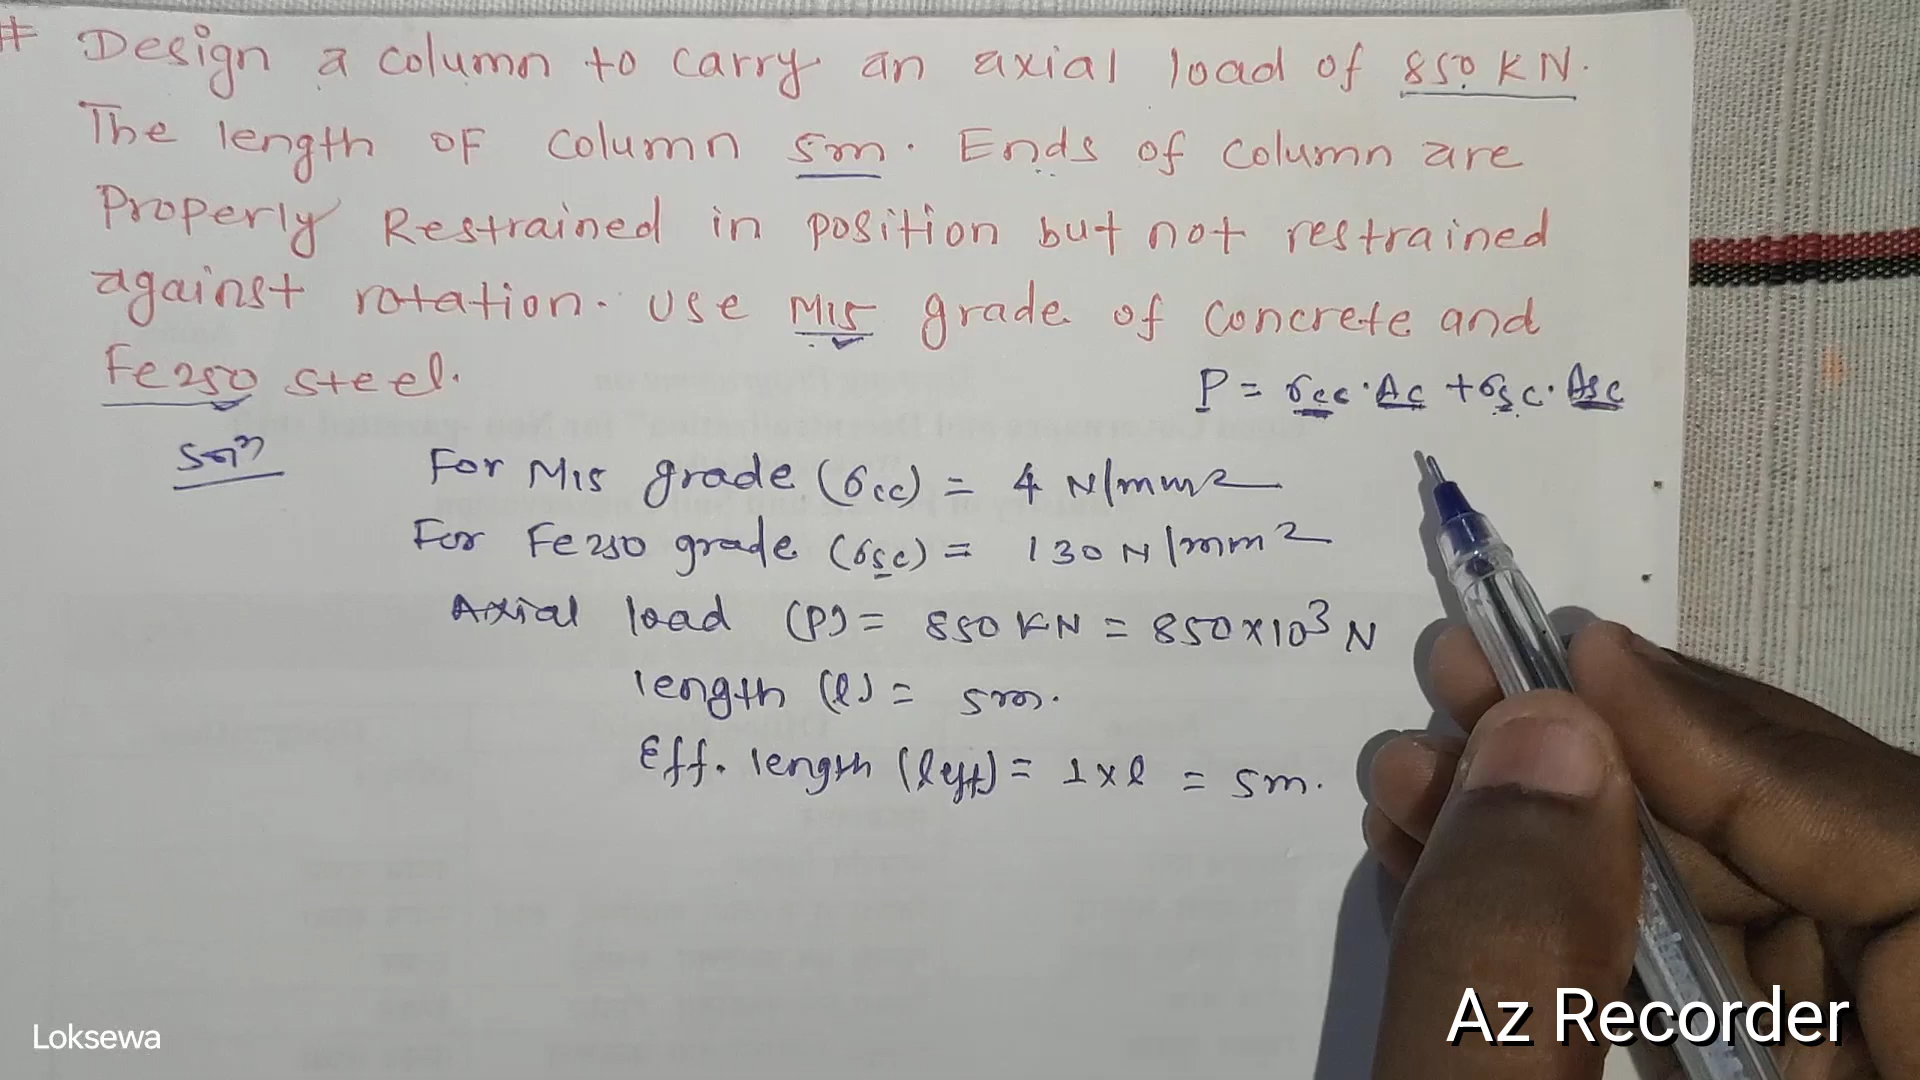 # Design a column to carry an axial load of 850 KN.
The length of column 5m. Ends of column are
Properly Restrained in position but not restrained
against rotation. use M15 grade of concrete and
Fe250 steel.
P = σcc·Ac + σsc·Asc
Solⁿ
For M15 grade (σcc) = 4 N/mm2
For Fe250 grade (σsc) = 130 N/mm2
Axial load (P) = 850 KN = 850×10³ N
length (l) = 5m.
Eff. length (leff) = 1×l = 5m.
Az Recorder
Loksewa